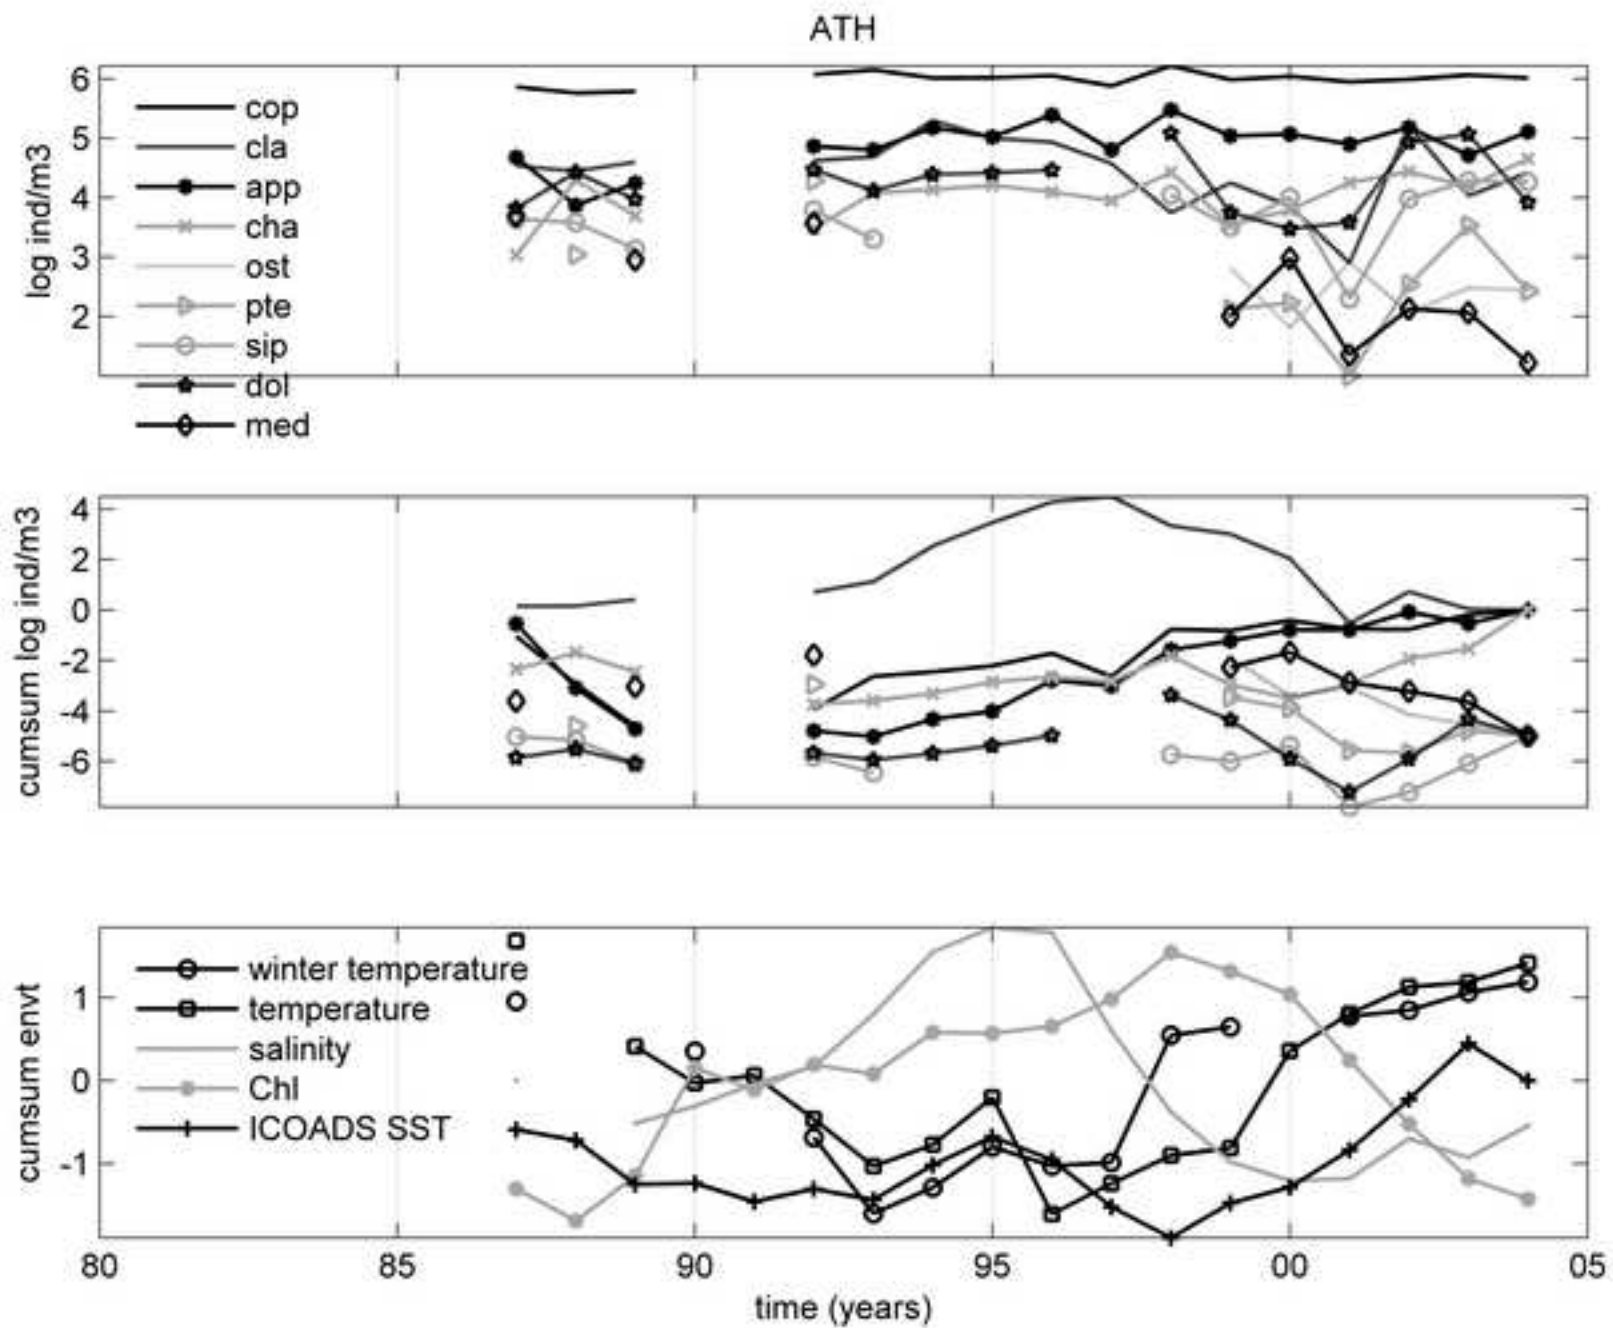 ATH
log ind/m3
6
5
4
3
2
cop
cla
app
cha
ost
pte
sip
dol
med
cumsum log ind/m3
4
2
0
-2
-4
-6
cumsum envt
1
0
-1
winter temperature
temperature
salinity
Chl
ICOADS SST
80 85 90 95 00 05
time (years)